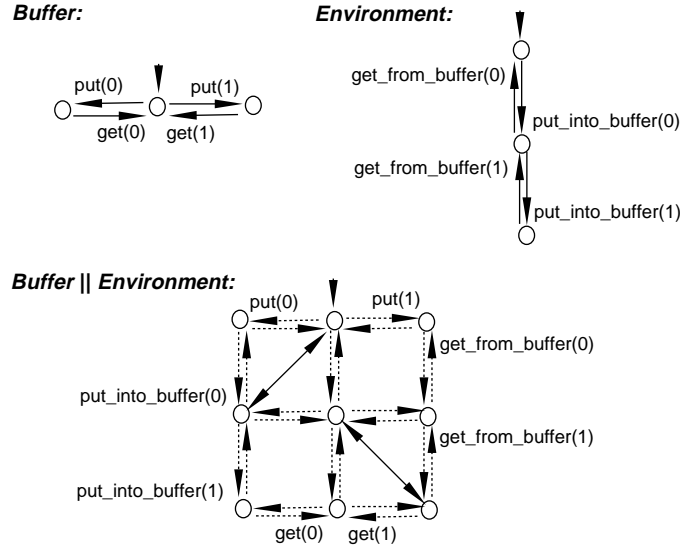 Buffer:
Environment:
put(0)
put(1)
get(0)
get(1)
get_from_buffer(0)
put_into_buffer(0)
get_from_buffer(1)
put_into_buffer(1)
Buffer || Environment:
put(0)
put(1)
get_from_buffer(0)
put_into_buffer(0)
get_from_buffer(1)
put_into_buffer(1)
get(0)
get(1)